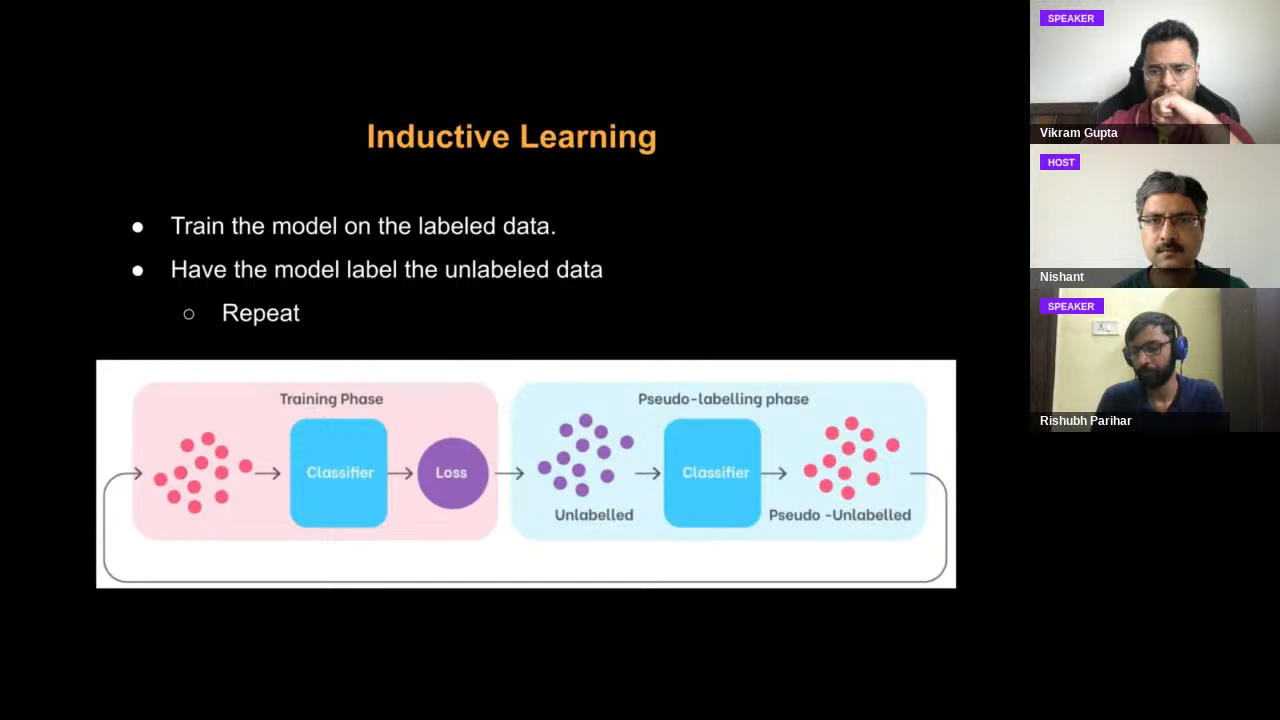 Inductive Learning
● Train the model on the labeled data.
● Have the model label the unlabeled data
○ Repeat
Training Phase
Classifier
Loss
Pseudo-labelling phase
Unlabelled
Classifier
Pseudo -Unlabelled
SPEAKER
Vikram Gupta
HOST
Nishant
SPEAKER
Rishubh Parihar